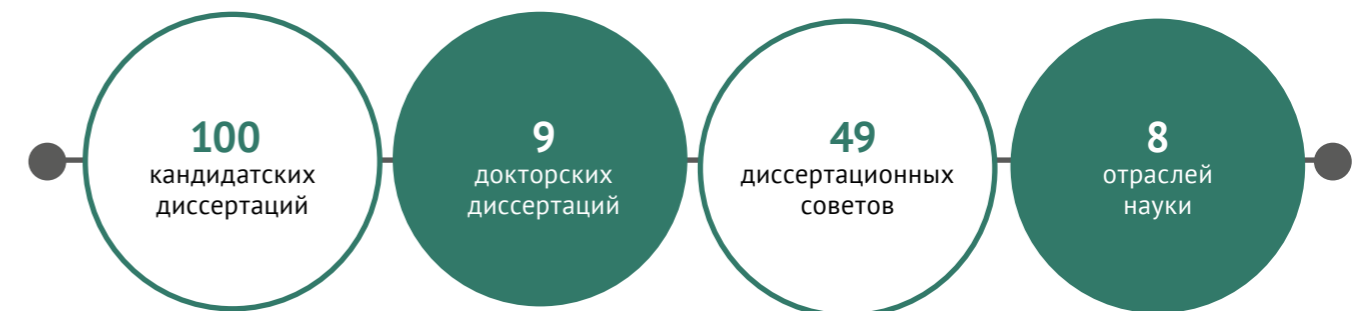 100
кандидатских
диссертаций
9
докторских
диссертаций
49
диссертационных
советов
8
отраслей
науки